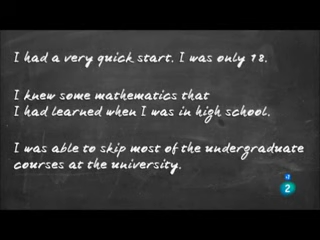 I had a very quick start. I was only 18.
I knew some mathematics that
I had learned when I was in high school.
I was able to skip most of the undergraduate
courses at the university.
2